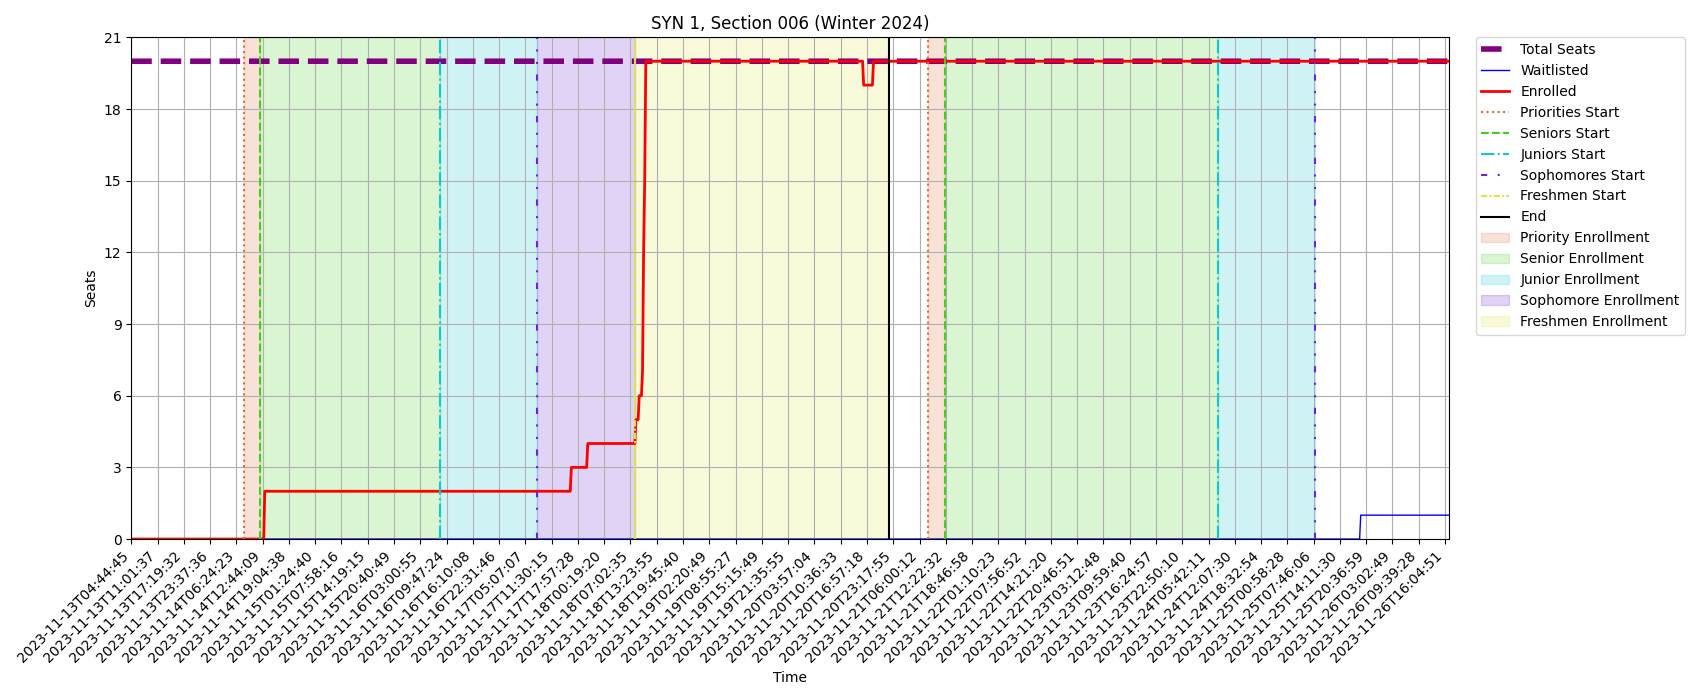 SYN 1, Section 006 (Winter 2024)
21
18
15
12
9
6
3
0
Seats
2023-11-13T04:44:45
2023-11-13T11:01:37
2023-11-13T17:19:32
2023-11-13T23:37:36
2023-11-14T06:24:23
2023-11-14T12:44:09
2023-11-14T19:04:38
2023-11-15T01:24:40
2023-11-15T07:58:16
2023-11-15T14:19:15
2023-11-15T20:40:49
2023-11-16T03:00:55
2023-11-16T09:47:24
2023-11-16T16:10:08
2023-11-16T22:31:46
2023-11-17T05:07:07
2023-11-17T11:30:15
2023-11-17T17:57:28
2023-11-18T00:19:20
2023-11-18T07:02:35
2023-11-18T13:23:55
2023-11-18T19:45:40
2023-11-19T02:20:49
2023-11-19T08:55:27
2023-11-19T15:15:49
2023-11-19T21:35:55
2023-11-20T03:57:04
2023-11-20T10:36:33
2023-11-20T16:57:18
2023-11-20T23:17:55
2023-11-21T06:00:12
2023-11-21T12:22:32
2023-11-21T18:46:58
2023-11-22T01:10:23
2023-11-22T07:56:52
2023-11-22T14:21:20
2023-11-22T20:46:51
2023-11-23T03:12:48
2023-11-23T09:59:40
2023-11-23T16:24:57
2023-11-23T22:50:10
2023-11-24T05:42:11
2023-11-24T12:07:30
2023-11-24T18:32:54
2023-11-25T00:58:28
2023-11-25T07:46:06
2023-11-25T14:11:30
2023-11-25T20:36:59
2023-11-26T03:02:49
2023-11-26T09:39:28
2023-11-26T16:04:51
Time
Total Seats
Waitlisted
Enrolled
Priorities Start
Seniors Start
Juniors Start
Sophomores Start
Freshmen Start
End
Priority Enrollment
Senior Enrollment
Junior Enrollment
Sophomore Enrollment
Freshmen Enrollment